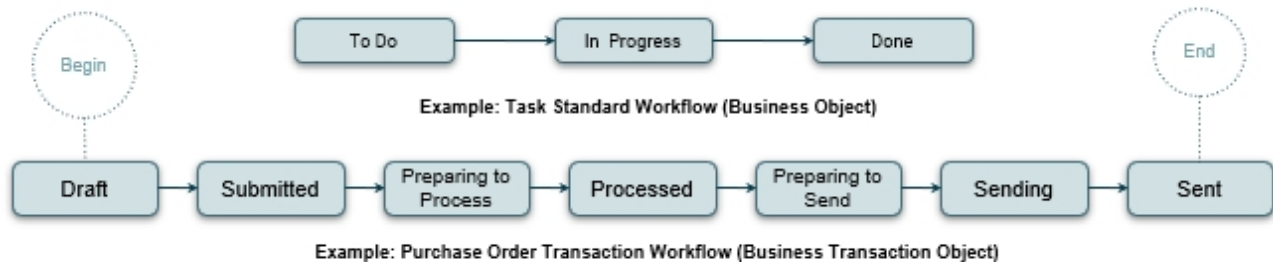 Begin
To Do
In Progress
Done
End
Example: Task Standard Workflow (Business Object)
Draft
Submitted
Preparing to
Process
Processed
Preparing to
Send
Sending
Sent
Example: Purchase Order Transaction Workflow (Business Transaction Object)